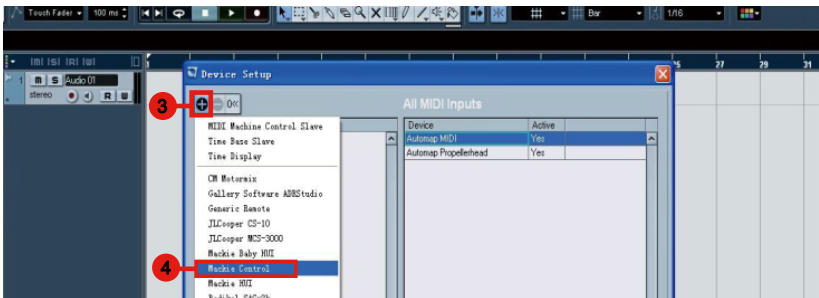 Touch Fader 100 ms Bar 1/16
25 27 29 31
1 m S Audio 01
stereo R W
Device Setup
3
All MIDI Inputs
Device Active
Automap MIDI Yes
Automap Propellerhead Yes
MIDI Machine Control Slave
Time Base Slave
Time Display
CM Motormix
Gallery Software ADRStudio
Generic Remote
JLCooper CS-10
JLCooper MCS-3000
Mackie Baby HUI
4
Mackie Control
Mackie HUI